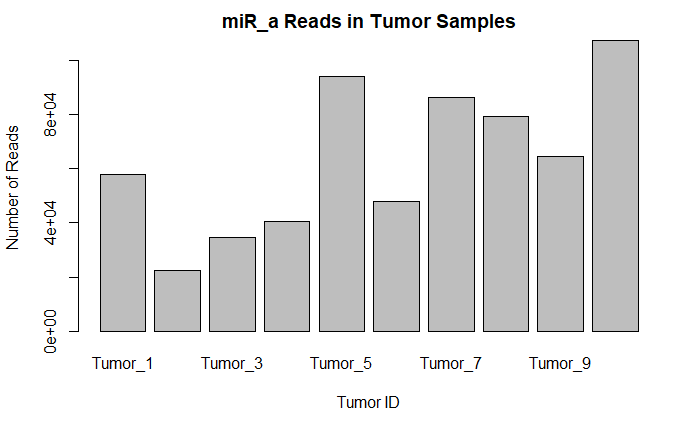 miR_a Reads in Tumor Samples
Number of Reads
8e+04
4e+04
0e+00
Tumor_1 Tumor_3 Tumor_5 Tumor_7 Tumor_9
Tumor ID